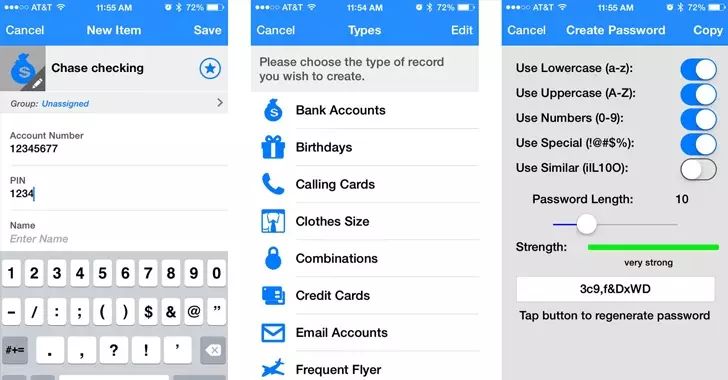 AT&T 11:55 AM 72%
Cancel New Item Save
Chase checking
Group: Unassigned
Account Number
12345677
PIN
1234
Name
Enter Name
1 2 3 4 5 6 7 8 9 0
- / : ; ( ) $ & @ ”
#+= . , ? ! ’
AT&T 11:54 AM 72%
Cancel Types Edit
Please choose the type of record
you wish to create.
Bank Accounts
Birthdays
Calling Cards
Clothes Size
Combinations
Credit Cards
Email Accounts
Frequent Flyer
AT&T 11:55 AM 72%
Cancel Create Password Copy
Use Lowercase (a-z):
Use Uppercase (A-Z):
Use Numbers (0-9):
Use Special (!@#$%):
Use Similar (ilL10O):
Password Length: 10
Strength:
very strong
3c9,f&DxWD
Tap button to regenerate password